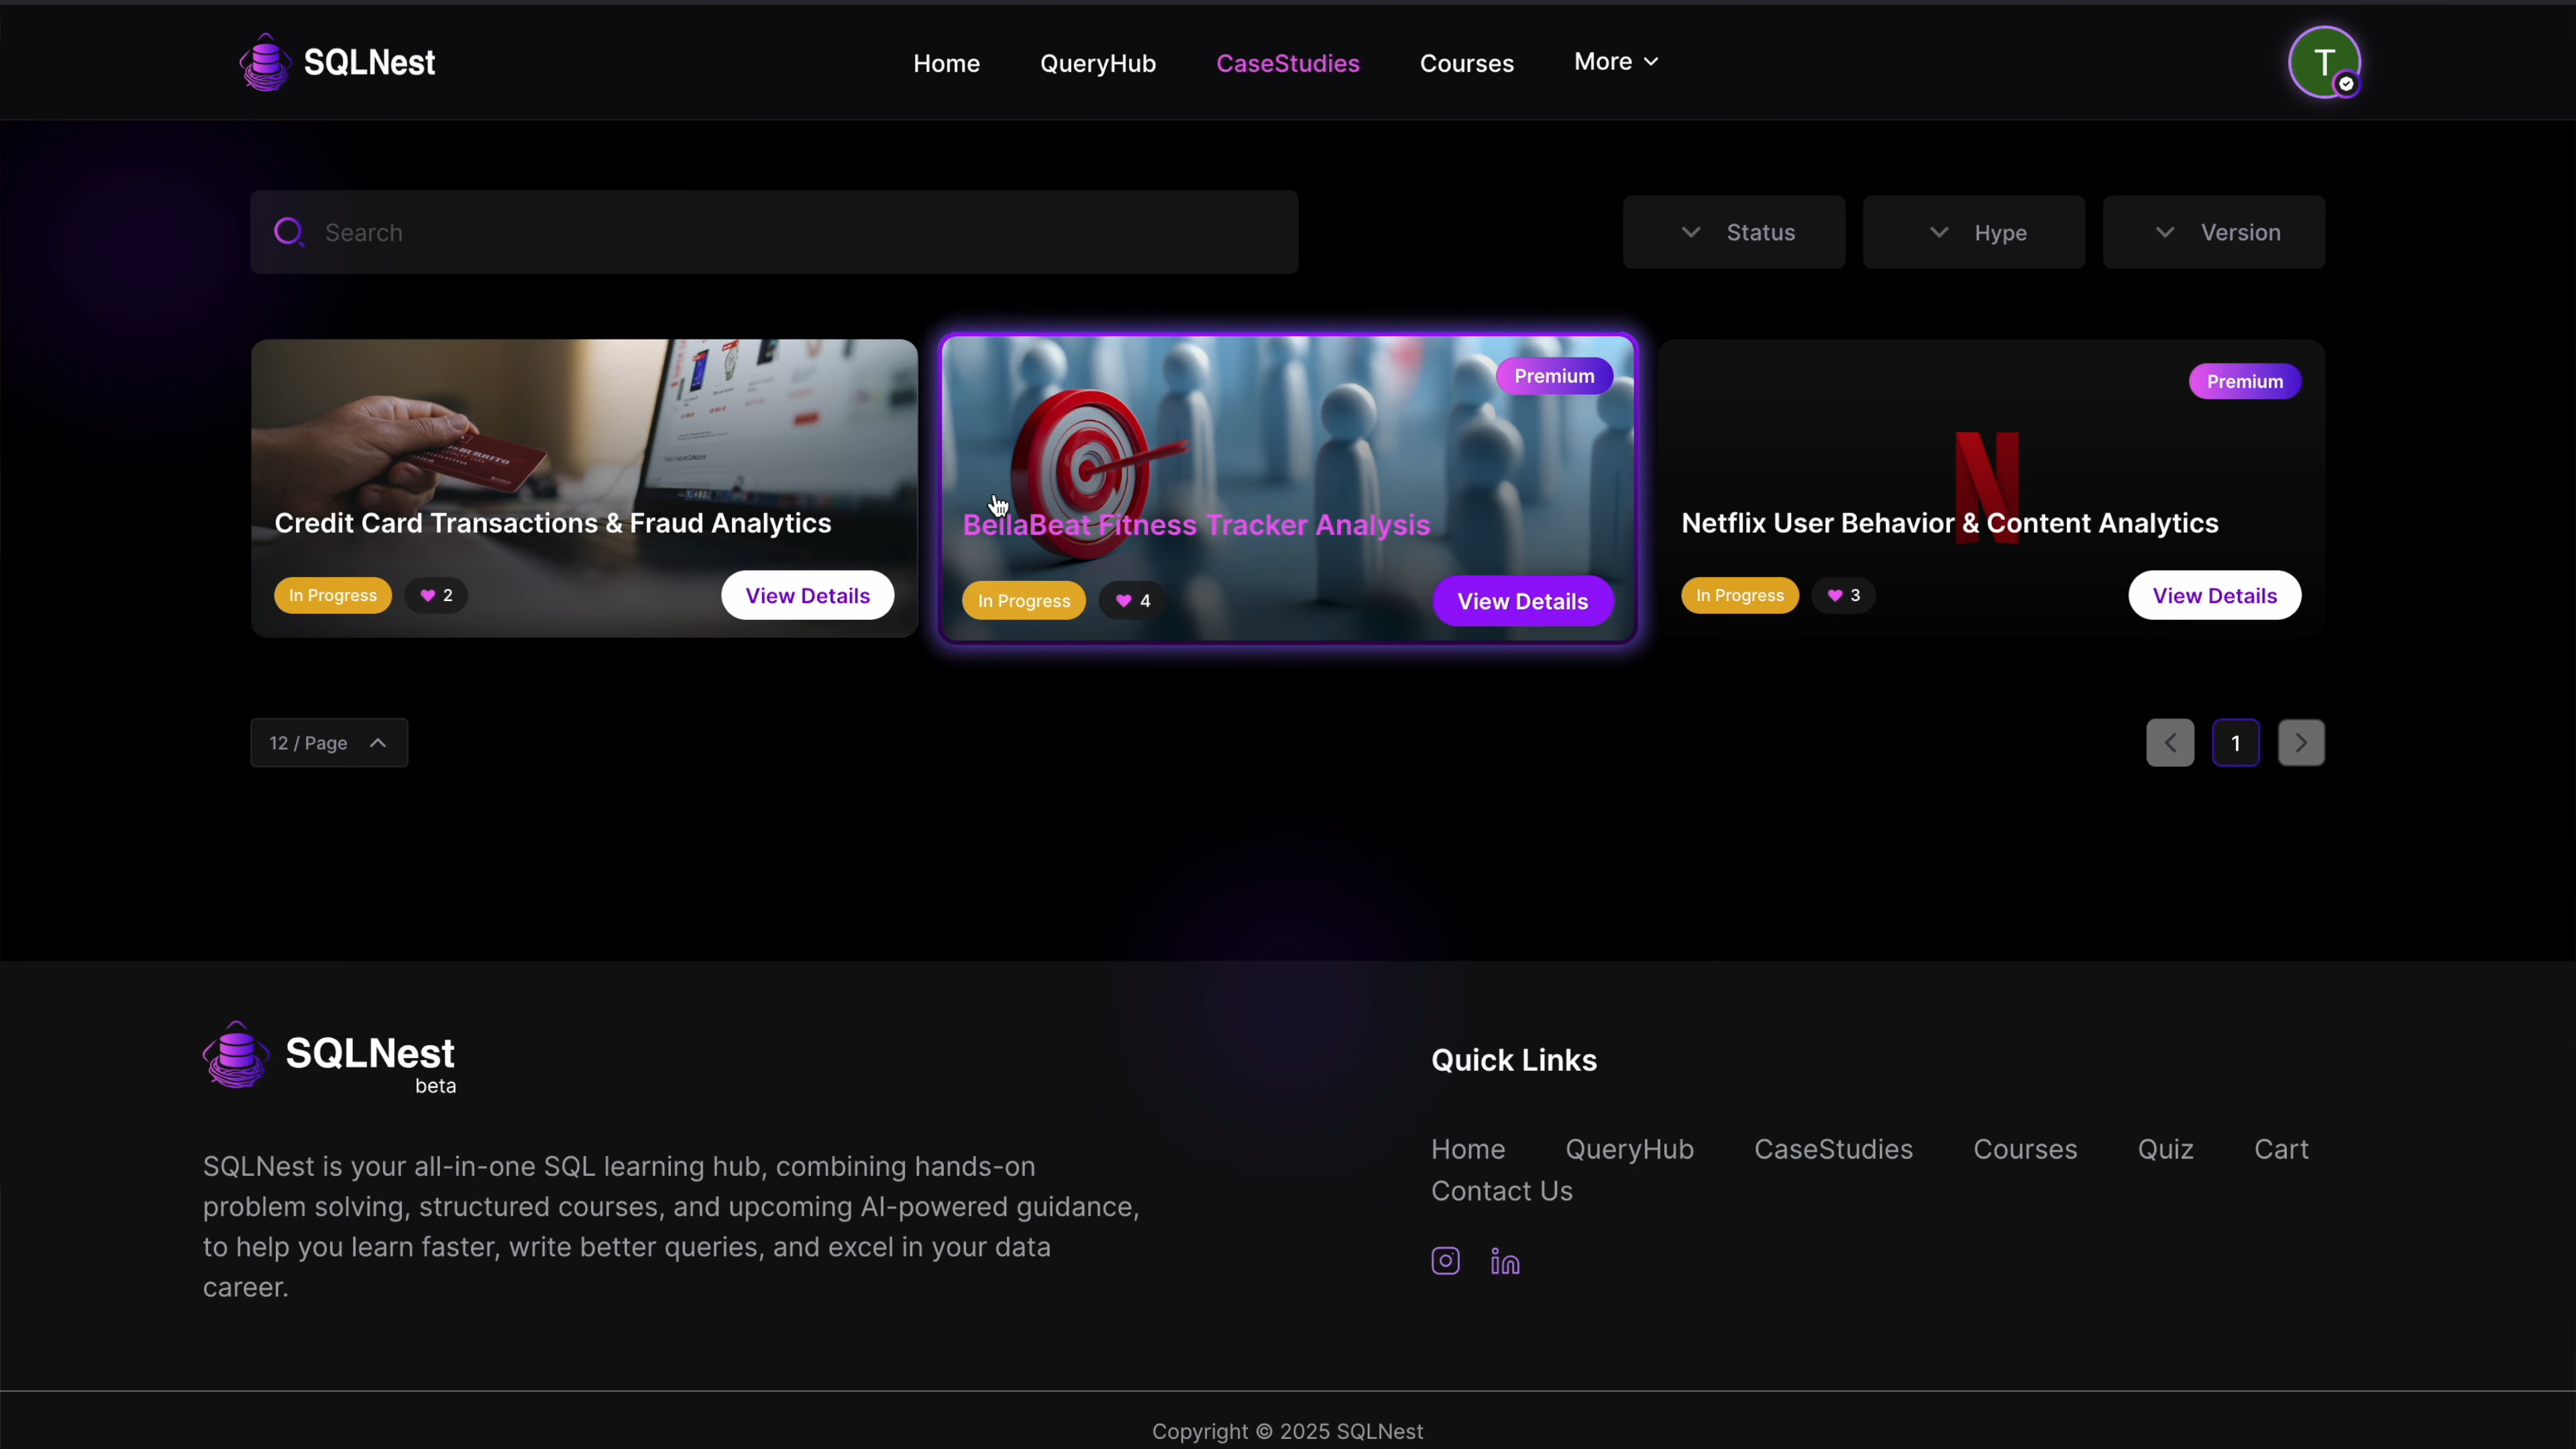 SQLNest
Home QueryHub CaseStudies Courses More
T
Search
Status Hype Version
Premium
Premium
Credit Card Transactions & Fraud Analytics
BellaBeat Fitness Tracker Analysis
Netflix User Behavior & Content Analytics
In Progress 2 View Details
In Progress 4 View Details
In Progress 3 View Details
12 / Page
1
SQLNest
beta
SQLNest is your all-in-one SQL learning hub, combining hands-on
problem solving, structured courses, and upcoming AI-powered guidance,
to help you learn faster, write better queries, and excel in your data
career.
Quick Links
Home QueryHub CaseStudies Courses Quiz Cart
Contact Us
Copyright © 2025 SQLNest